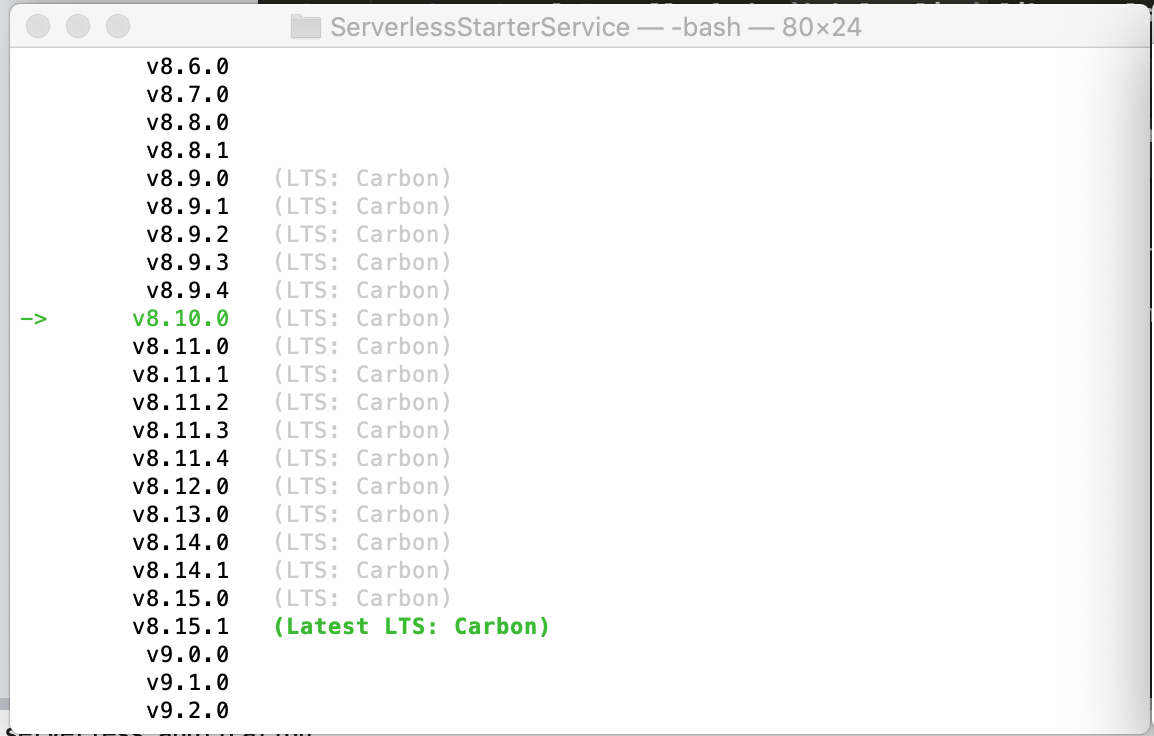 ServerlessStarterService — -bash — 80×24
v8.6.0
v8.7.0
v8.8.0
v8.8.1
v8.9.0 (LTS: Carbon)
v8.9.1 (LTS: Carbon)
v8.9.2 (LTS: Carbon)
v8.9.3 (LTS: Carbon)
v8.9.4 (LTS: Carbon)
-> v8.10.0 (LTS: Carbon)
v8.11.0 (LTS: Carbon)
v8.11.1 (LTS: Carbon)
v8.11.2 (LTS: Carbon)
v8.11.3 (LTS: Carbon)
v8.11.4 (LTS: Carbon)
v8.12.0 (LTS: Carbon)
v8.13.0 (LTS: Carbon)
v8.14.0 (LTS: Carbon)
v8.14.1 (LTS: Carbon)
v8.15.0 (LTS: Carbon)
v8.15.1 (Latest LTS: Carbon)
v9.0.0
v9.1.0
v9.2.0